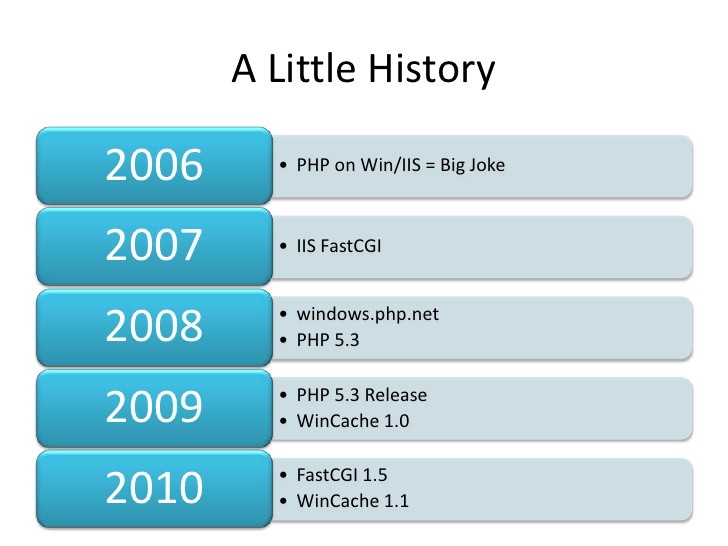 A Little History
2006
• PHP on Win/IIS = Big Joke
2007
• IIS FastCGI
2008
• windows.php.net
• PHP 5.3
2009
• PHP 5.3 Release
• WinCache 1.0
2010
• FastCGI 1.5
• WinCache 1.1